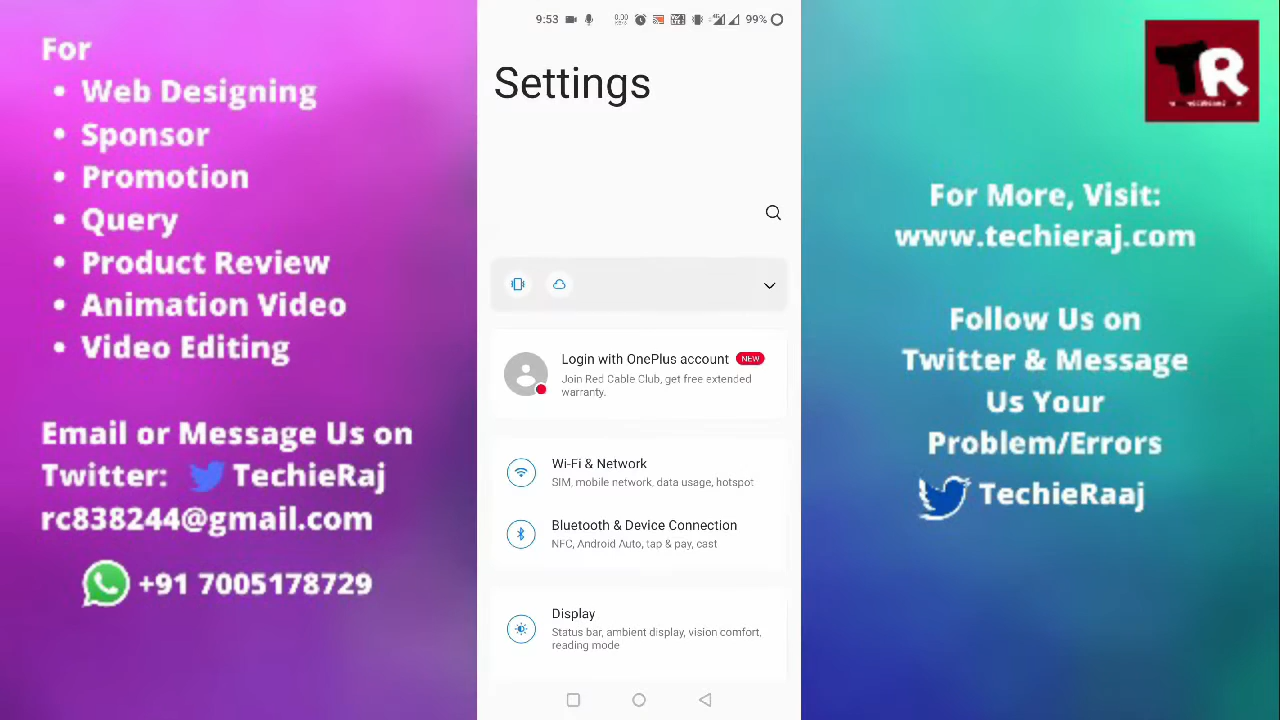 For
• Web Designing
• Sponsor
• Promotion
• Query
• Product Review
• Animation Video
• Video Editing
Email or Message Us on
Twitter: TechieRaj
rc838244@gmail.com
+91 7005178729
9:53
99%
Settings
Login with OnePlus account NEW
Join Red Cable Club, get free extended
warranty.
Wi-Fi & Network
SIM, mobile network, data usage, hotspot
Bluetooth & Device Connection
NFC, Android Auto, tap & pay, cast
Display
Status bar, ambient display, vision comfort,
reading mode
TR
For More, Visit:
www.techieraj.com
Follow Us on
Twitter & Message
Us Your
Problem/Errors
TechieRaaj